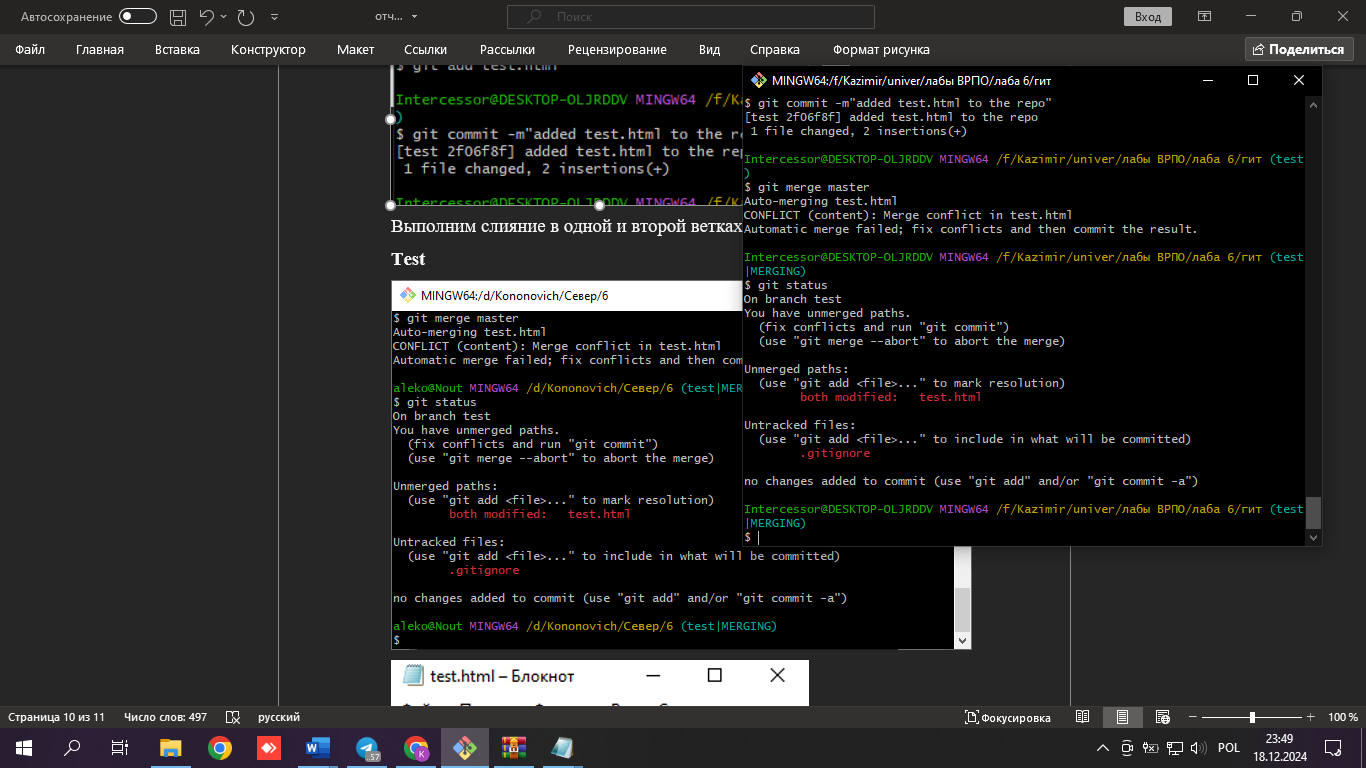 Автосохранение
отч...
Поиск
Вход
Файл Главная Вставка Конструктор Макет Ссылки Рассылки Рецензирование Вид Справка Формат рисунка Поделиться
$ git add test.html
Intercessor@DESKTOP-OLJRDDV MINGW64 /f/Ka
)
$ git commit -m"added test.html to the re
[test 2f06f8f] added test.html to the rep
1 file changed, 2 insertions(+)
Intercessor@DESKTOP-OLJRDDV MINGW64 /f/Ka
Выполним слияние в одной и второй ветках
Test
MINGW64:/d/Kononovich/Север/6
$ git merge master
Auto-merging test.html
CONFLICT (content): Merge conflict in test.html
Automatic merge failed; fix conflicts and then com
aleko@Nout MINGW64 /d/Kononovich/Север/6 (test|MER
$ git status
On branch test
You have unmerged paths.
(fix conflicts and run "git commit")
(use "git merge --abort" to abort the merge)
Unmerged paths:
(use "git add <file>..." to mark resolution)
both modified: test.html
Untracked files:
(use "git add <file>..." to include in what will be committed)
.gitignore
no changes added to commit (use "git add" and/or "git commit -a")
aleko@Nout MINGW64 /d/Kononovich/Север/6 (test|MERGING)
$
test.html – Блокнот
MINGW64:/f/Kazimir/univer/лабы ВРПО/лаба 6/гит
$ git commit -m"added test.html to the repo"
[test 2f06f8f] added test.html to the repo
1 file changed, 2 insertions(+)
Intercessor@DESKTOP-OLJRDDV MINGW64 /f/Kazimir/univer/лабы ВРПО/лаба 6/гит (test
)
$ git merge master
Auto-merging test.html
CONFLICT (content): Merge conflict in test.html
Automatic merge failed; fix conflicts and then commit the result.
Intercessor@DESKTOP-OLJRDDV MINGW64 /f/Kazimir/univer/лабы ВРПО/лаба 6/гит (test
|MERGING)
$ git status
On branch test
You have unmerged paths.
(fix conflicts and run "git commit")
(use "git merge --abort" to abort the merge)
Unmerged paths:
(use "git add <file>..." to mark resolution)
both modified: test.html
Untracked files:
(use "git add <file>..." to include in what will be committed)
.gitignore
no changes added to commit (use "git add" and/or "git commit -a")
Intercessor@DESKTOP-OLJRDDV MINGW64 /f/Kazimir/univer/лабы ВРПО/лаба 6/гит (test
|MERGING)
$
Страница 10 из 11 Число слов: 497 русский Фокусировка 100 %
57
POL
23:49
18.12.2024